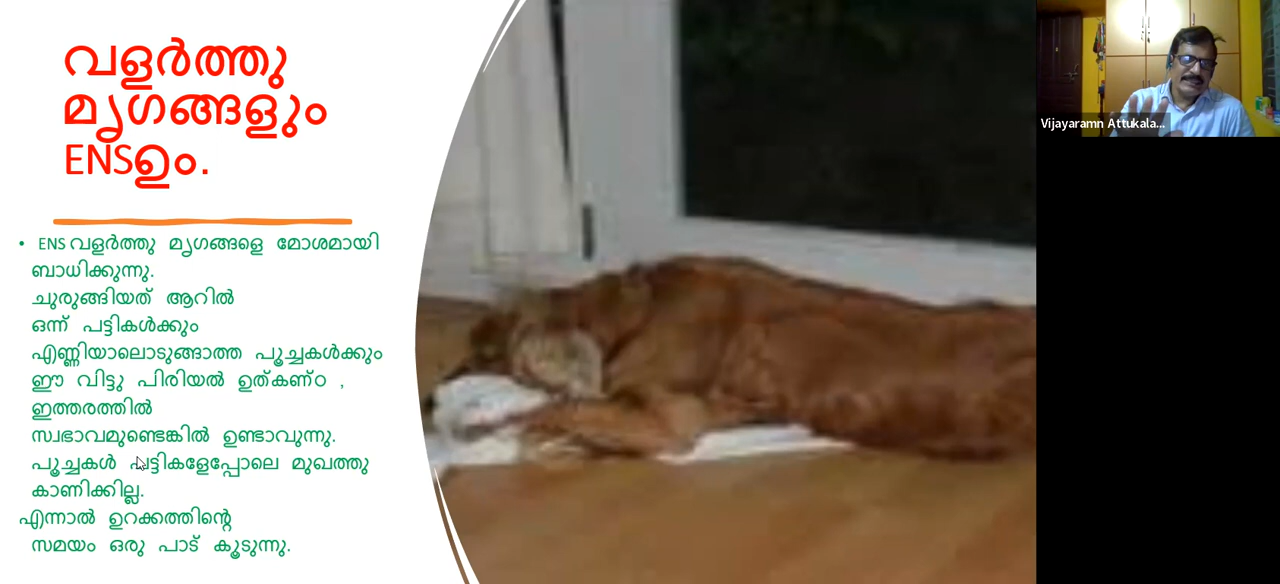 വളർത്തു
മൃഗങ്ങളും
ENSഉം.
• ENS വളർത്തു മൃഗങ്ങളെ മോശമായി
ബാധിക്കുന്നു.
ചുരുങ്ങിയത് ആറിൽ
ഒന്ന് പട്ടികൾക്കും
എണ്ണിയാലൊടുങ്ങാത്ത പൂച്ചകൾക്കും
ഈ വിട്ടു പിരിയൽ ഉത്കണ്ഠ ,
ഇത്തരത്തിൽ
സ്വഭാവമുണ്ടെങ്കിൽ ഉണ്ടാവുന്നു.
പൂച്ചകൾ പട്ടികളേപ്പോലെ മുഖത്തു
കാണിക്കില്ല.
എന്നാൽ ഉറക്കത്തിന്റെ
സമയം ഒരു പാട് കൂടുന്നു.
Vijayaramn Attukala...